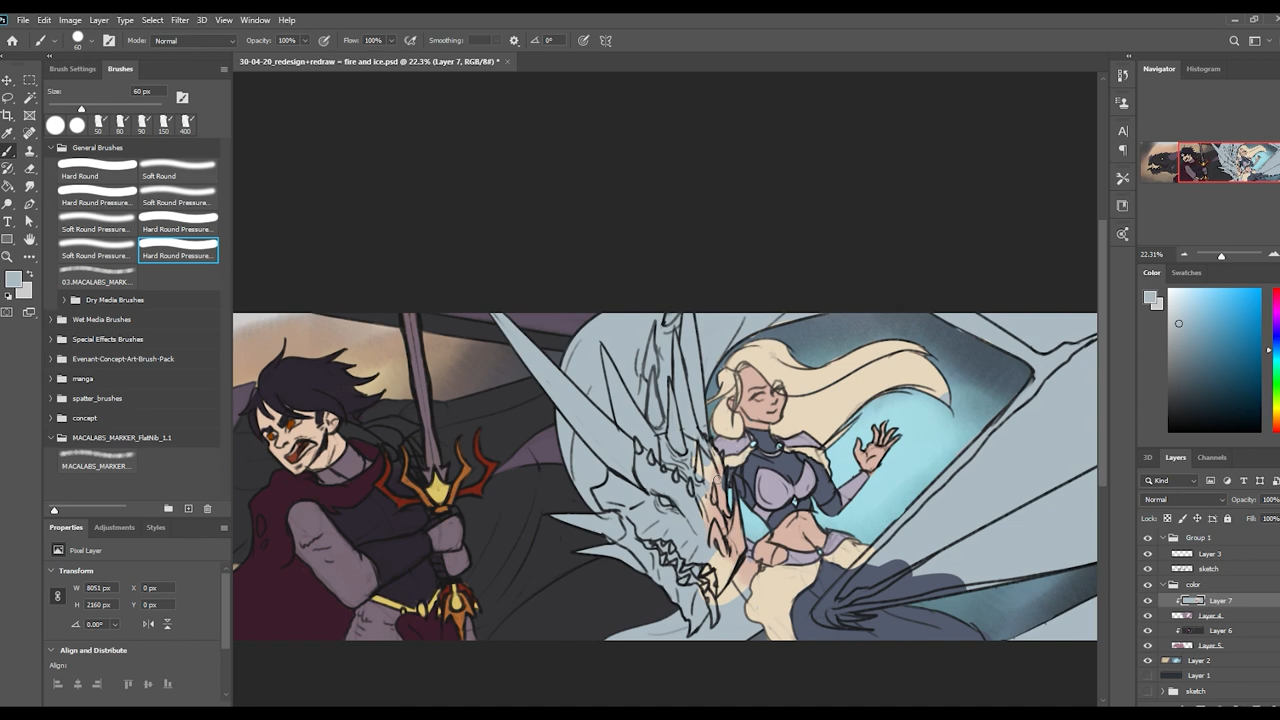 File Edit Image Layer Type Select Filter 3D View Window Help
60 Mode: Normal Opacity: 100% Flow: 100% Smoothing: 0°
Brush Settings Brushes
30-04-20_redesign+redraw = fire and ice.psd @ 22.3% (Layer 7, RGB/8#) *
Navigator Histogram
Size: 60 px
50 80 90 150 400
General Brushes
Hard Round Soft Round
Hard Round Pressure... Soft Round Pressure...
Soft Round Pressure... Hard Round Pressure...
Soft Round Pressure... Hard Round Pressure...
03.MACALABS_MARK...
Dry Media Brushes
Wet Media Brushes
Special Effects Brushes
Evenant-Concept-Art-Brush-Pack
manga
spatter_brushes
concept
MACALABS_MARKER_FlatNib_1.1
MACALABS_MARKER...
22.31%
Color Swatches
3D Layers Channels
Kind
Normal Opacity: 100%
Lock: Fill: 100%
Group 1
Layer 3
sketch
color
Layer 7
Layer 4
Layer 6
Layer 5
Layer 2
Layer 1
sketch
Properties Adjustments Styles
Pixel Layer
Transform
W 8051 px X 0 px
H 2160 px Y 0 px
0.00°
Align and Distribute
Align: